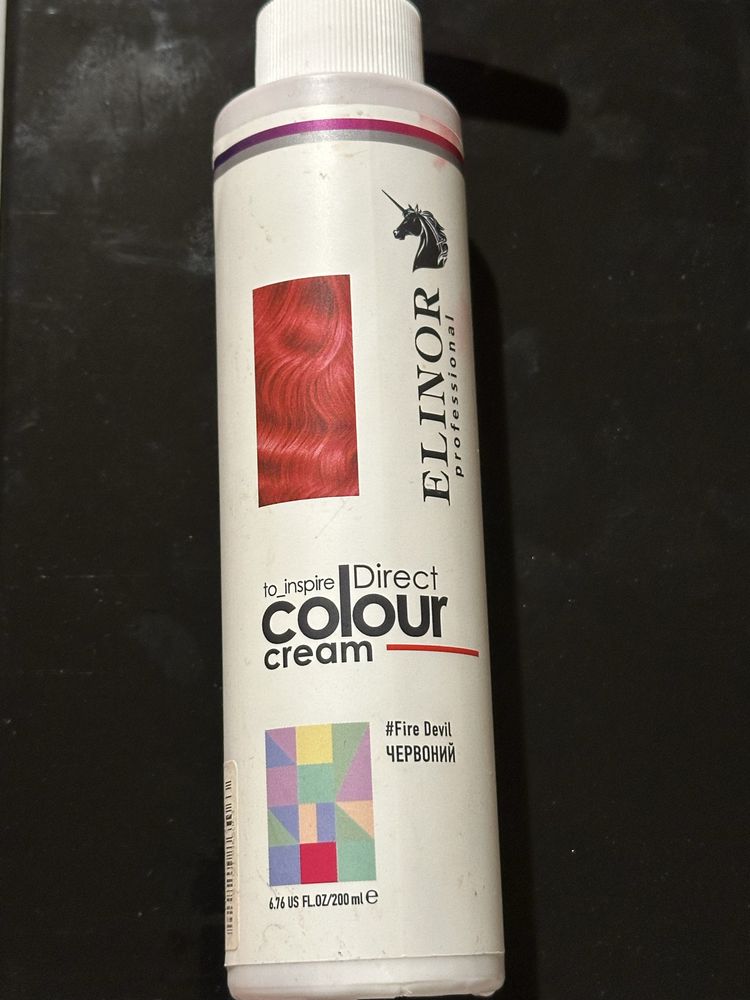 ELINOR
professional
to_inspire Direct
colour
cream
#Fire Devil
ЧЕРВОНИЙ
6.76 US FL.OZ/200 ml ℮